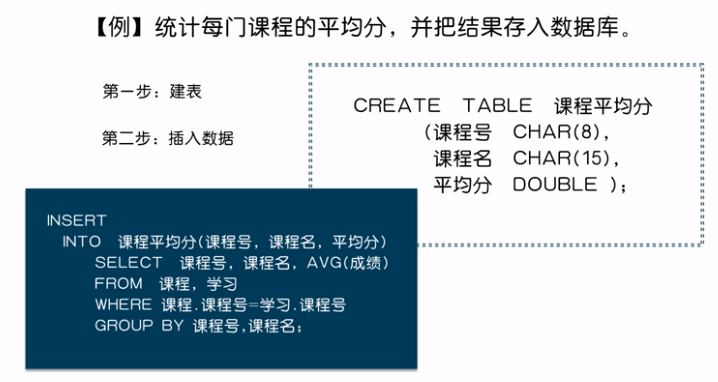 【例】统计每门课程的平均分，并把结果存入数据库。
第一步：建表
第二步：插入数据
CREATE TABLE 课程平均分
(课程号 CHAR(8),
课程名 CHAR(15),
平均分 DOUBLE );
INSERT
INTO 课程平均分(课程号, 课程名, 平均分)
SELECT 课程号, 课程名, AVG(成绩)
FROM 课程, 学习
WHERE 课程.课程号=学习.课程号
GROUP BY 课程号,课程名;